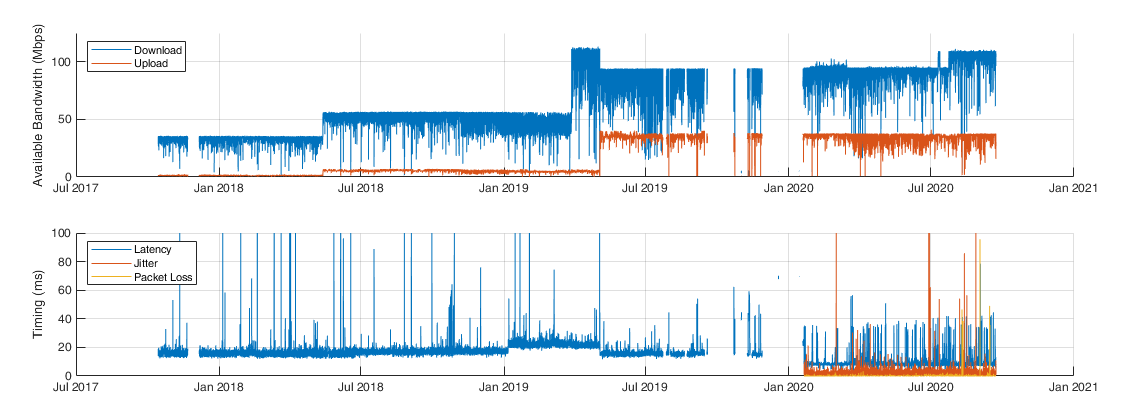 Available Bandwidth (Mbps)
100
50
0
Download
Upload
Jul 2017
Jan 2018
Jul 2018
Jan 2019
Jul 2019
Jan 2020
Jul 2020
Jan 2021
Timing (ms)
100
80
60
40
20
0
Latency
Jitter
Packet Loss
Jul 2017
Jan 2018
Jul 2018
Jan 2019
Jul 2019
Jan 2020
Jul 2020
Jan 2021